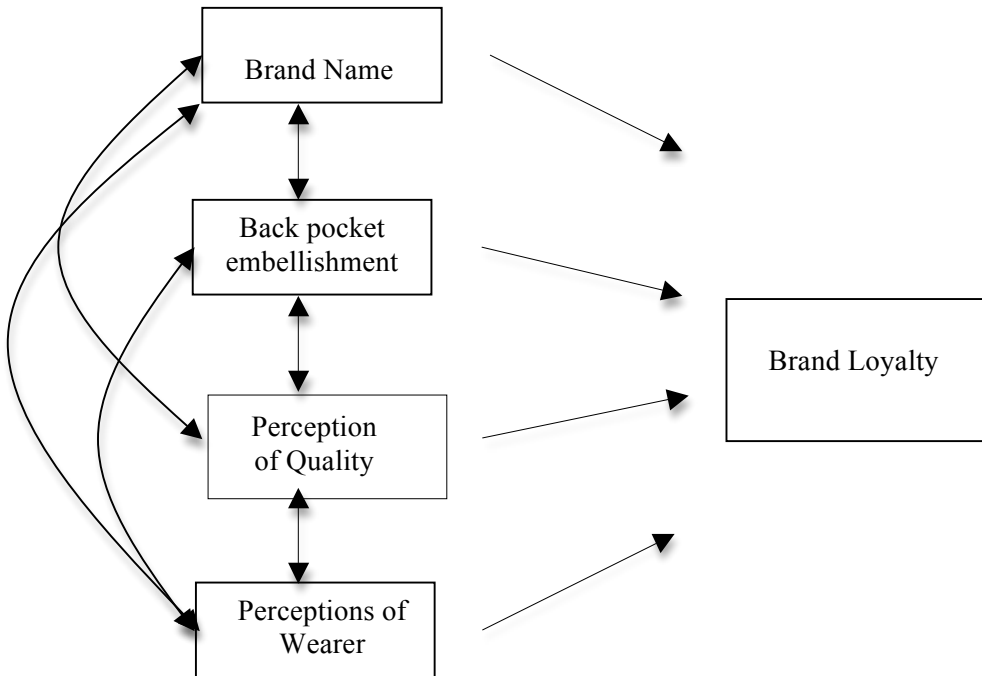 Brand Name
Back pocket
embellishment
Perception
of Quality
Brand Loyalty
Perceptions of
Wearer